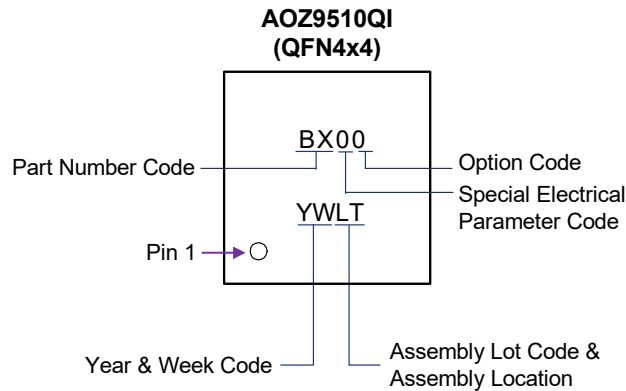 AOZ9510QI
(QFN4x4)
BX00
Part Number Code
Option Code
Special Electrical
Parameter Code
YWLT
Pin 1
Year & Week Code
Assembly Lot Code &
Assembly Location